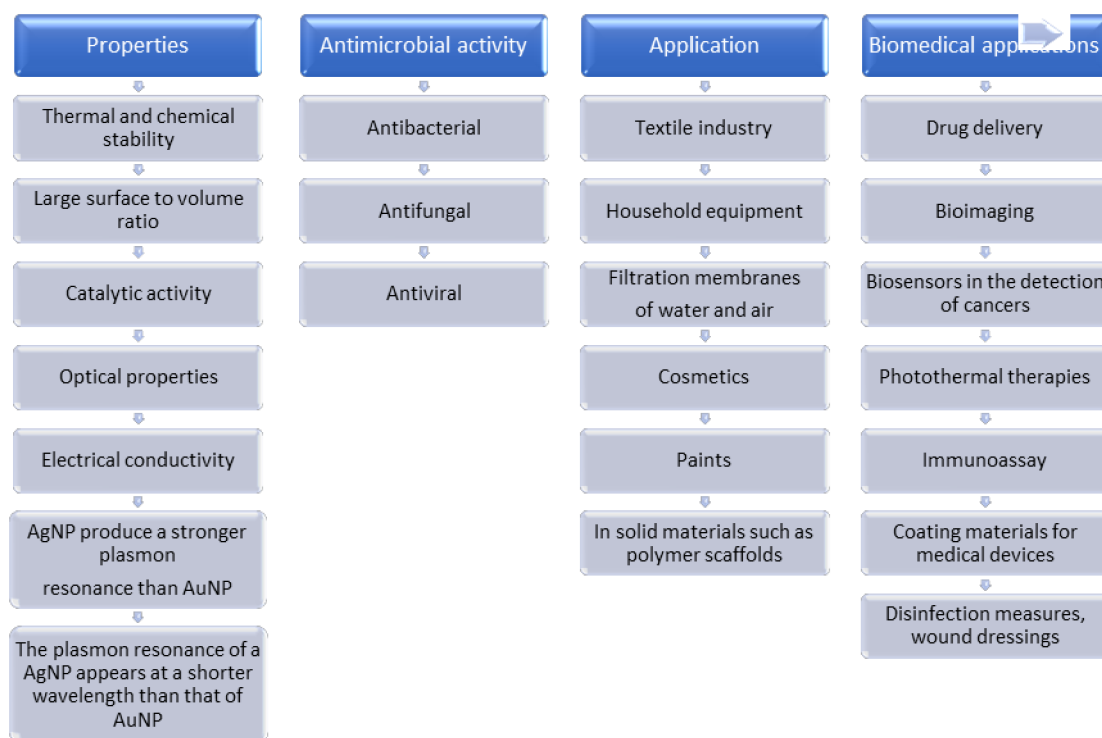 Properties
Thermal and chemical
stability
Large surface to volume
ratio
Catalytic activity
Optical properties
Electrical conductivity
AgNP produce a stronger
plasmon
resonance than AuNP
The plasmon resonance of a
AgNP appears at a shorter
wavelength than that of
AuNP
Antimicrobial activity
Antibacterial
Antifungal
Antiviral
Application
Textile industry
Household equipment
Filtration membranes
of water and air
Cosmetics
Paints
In solid materials such as
polymer scaffolds
Biomedical applications
Drug delivery
Bioimaging
Biosensors in the detection
of cancers
Photothermal therapies
Immunoassay
Coating materials for
medical devices
Disinfection measures,
wound dressings